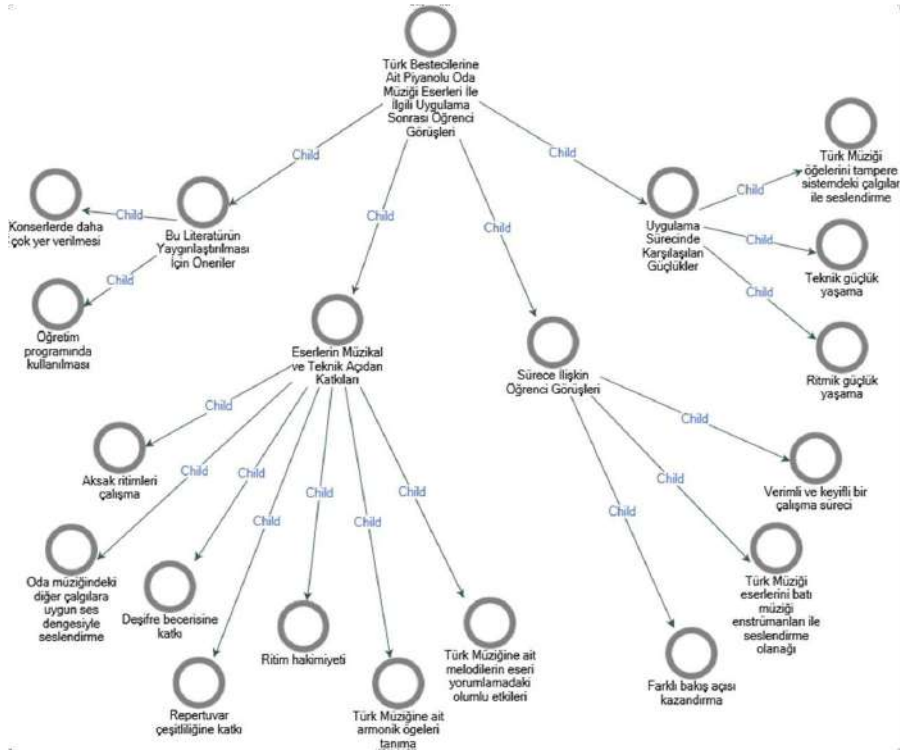 Türk Bestecilerine
Ait Piyanolu Oda
Müziği Eserleri İle
İlgili Uygulama
Sonrası Öğrenci
Görüşleri
Child
Child
Child
Child
Bu Literatürün
Yaygınlaştırılması
İçin Öneriler
Child
Konserlerde daha
çok yer verilmesi
Child
Öğretim
programında
kullanılması
Uygulama
Sürecinde
Karşılaşılan
Güçlükler
Child
Türk Müziği
öğelerini tampere
sistemdeki çalgılar
ile seslendirme
Child
Teknik güçlük
yaşama
Child
Ritmik güçlük
yaşama
Eserlerin Müzikal
ve Teknik Açıdan
Katkıları
Child
Aksak ritimleri
çalışma
Child
Oda müziğindeki
diğer çalgılara
uygun ses
dengesiyle
seslendirme
Child
Deşifre becerisine
katkı
Child
Repertuvar
çeşitliliğine katkı
Child
Ritim hakimiyeti
Child
Türk Müziğine ait
armonik ögeleri
tanıma
Child
Türk Müziğine ait
melodilerin eseri
yorumlamadaki
olumlu etkileri
Sürece İlişkin
Öğrenci Görüşleri
Child
Verimli ve keyifli bir
çalışma süreci
Child
Türk Müziği
eserlerini batı
müziği
enstrümanları ile
seslendirme
olanağı
Child
Farklı bakış açısı
kazandırma